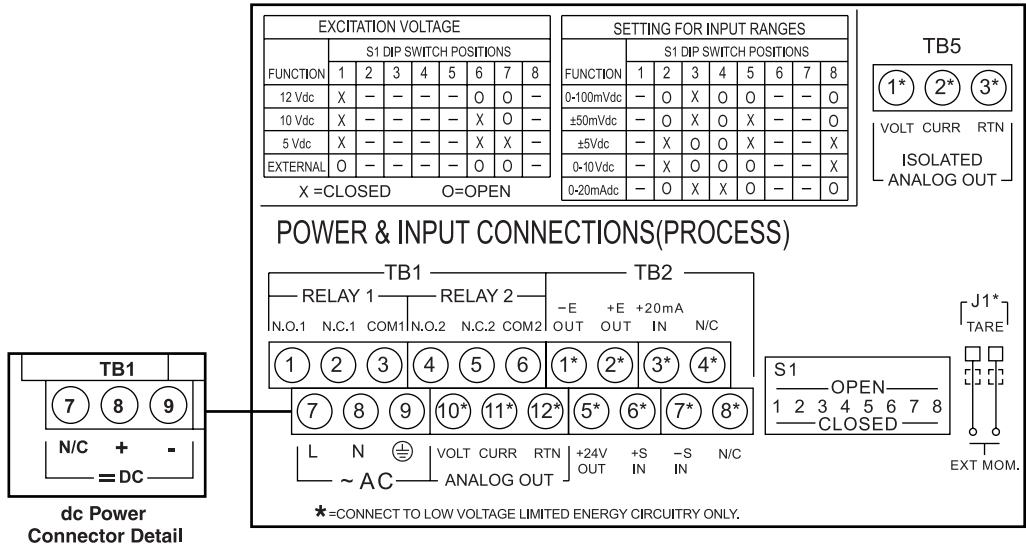 EXCITATION VOLTAGE
S1 DIP SWITCH POSITIONS
FUNCTION 1 2 3 4 5 6 7 8
12 Vdc X – – – – O O –
10 Vdc X – – – – X O –
5 Vdc X – – – – X X –
EXTERNAL O – – – – O O –
X =CLOSED O=OPEN
SETTING FOR INPUT RANGES
S1 DIP SWITCH POSITIONS
FUNCTION 1 2 3 4 5 6 7 8
0-100mVdc – O X O O – – O
±50mVdc – O X O X – – O
±5Vdc – X O O X – – X
0-10Vdc – X O O O – – X
0-20mAdc – O X X O – – O
TB5
1* 2* 3*
VOLT CURR RTN
ISOLATED
ANALOG OUT
POWER & INPUT CONNECTIONS(PROCESS)
TB1 TB2
RELAY 1 RELAY 2
N.O.1 N.C.1 COM1 N.O.2 N.C.2 COM2
–E OUT +E OUT +20mA IN N/C
1 2 3 4 5 6 1* 2* 3* 4*
7 8 9 10* 11* 12* 5* 6* 7* 8*
L N VOLT CURR RTN +24V OUT +S IN –S IN N/C
~ AC ANALOG OUT
S1
OPEN
1 2 3 4 5 6 7 8
CLOSED
J1*
TARE
EXT MOM.
*=CONNECT TO LOW VOLTAGE LIMITED ENERGY CIRCUITRY ONLY.
TB1
7 8 9
N/C + -
=DC
dc Power
Connector Detail